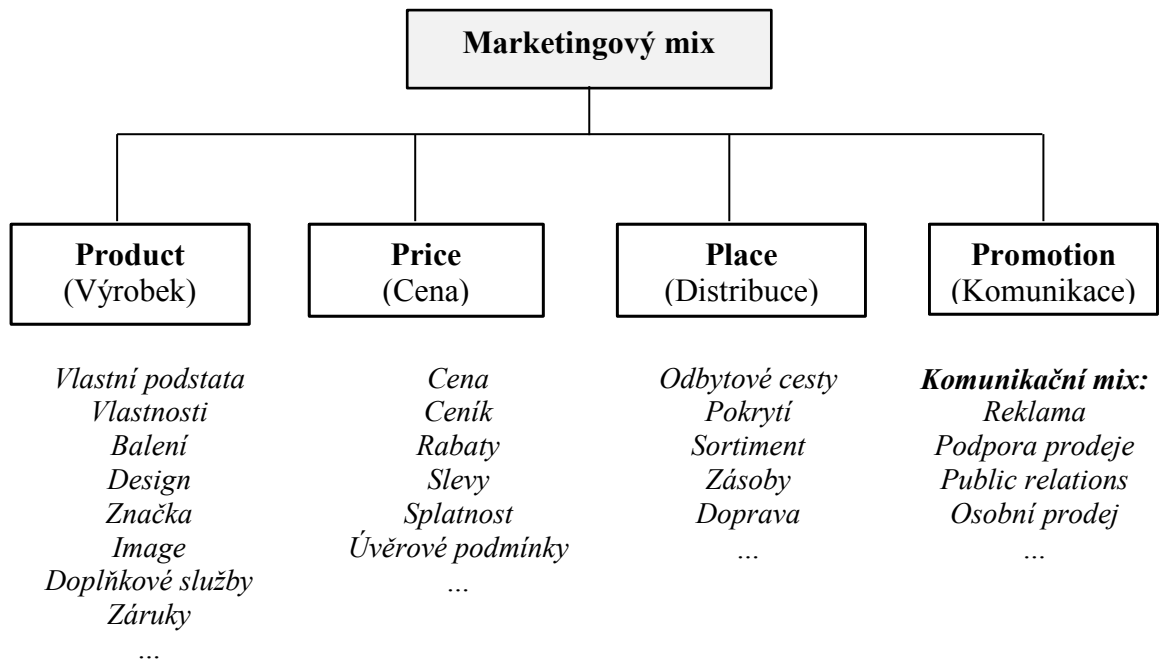 Marketingový mix
Product
(Výrobek)
Price
(Cena)
Place
(Distribuce)
Promotion
(Komunikace)
Vlastní podstata
Vlastnosti
Balení
Design
Značka
Image
Doplňkové služby
Záruky
...
Cena
Ceník
Rabaty
Slevy
Splatnost
Úvěrové podmínky
...
Odbytové cesty
Pokrytí
Sortiment
Zásoby
Doprava
...
Komunikační mix:
Reklama
Podpora prodeje
Public relations
Osobní prodej
...